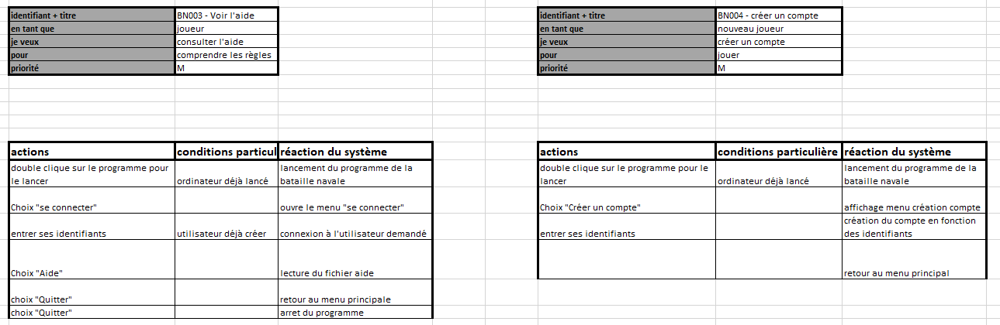 identifiant + titre BN003 - Voir l'aide
en tant que joueur
je veux consulter l'aide
pour comprendre les règles
priorité M
actions conditions particul réaction du système
double clique sur le programme pour
le lancer
ordinateur déjà lancé
lancement du programme de la
bataille navale
Choix "se connecter" ouvre le menu "se connecter"
entrer ses identifiants utilisateur déjà créer connexion à l'utilisateur demandé
Choix "Aide" lecture du fichier aide
choix "Quitter" retour au menu principale
choix "Quitter" arret du programme
identifiant + titre BN004 - créer un compte
en tant que nouveau joueur
je veux créer un compte
pour jouer
priorité M
actions conditions particulière réaction du système
double clique sur le programme pour le
lancer
ordinateur déjà lancé
lancement du programme de la
bataille navale
Choix "Créer un compte" affichage menu création compte
entrer ses identifiants
création du compte en fonction
des identifiants
retour au menu principal